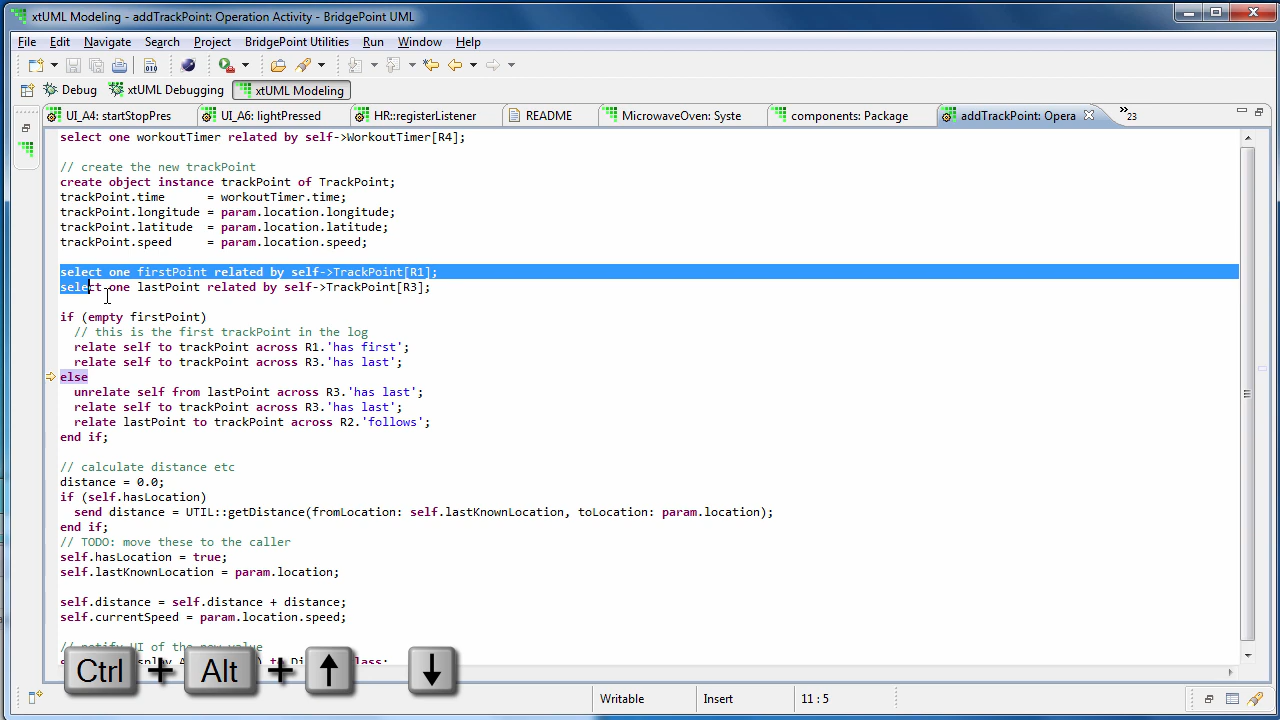 xtUML Modeling - addTrackPoint: Operation Activity - BridgePoint UML
File Edit Navigate Search Project BridgePoint Utilities Run Window Help
Debug xtUML Debugging xtUML Modeling
UI_A4: startStopPres UI_A6: lightPressed HR::registerListener README MicrowaveOven: Syste components: Package addTrackPoint: Opera 23
select one workoutTimer related by self->WorkoutTimer[R4];
// create the new trackPoint
create object instance trackPoint of TrackPoint;
trackPoint.time      = workoutTimer.time;
trackPoint.longitude = param.location.longitude;
trackPoint.latitude  = param.location.latitude;
trackPoint.speed     = param.location.speed;
select one firstPoint related by self->TrackPoint[R1];
select one lastPoint related by self->TrackPoint[R3];
if (empty firstPoint)
  // this is the first trackPoint in the log
  relate self to trackPoint across R1.'has first';
  relate self to trackPoint across R3.'has last';
else
  unrelate self from lastPoint across R3.'has last';
  relate self to trackPoint across R3.'has last';
  relate lastPoint to trackPoint across R2.'follows';
end if;
// calculate distance etc
distance = 0.0;
if (self.hasLocation)
  send distance = UTIL::getDistance(fromLocation: self.lastKnownLocation, toLocation: param.location);
end if;
// TODO: move these to the caller
self.hasLocation = true;
self.lastKnownLocation = param.location;
self.distance = self.distance + distance;
self.currentSpeed = param.location.speed;
// notify UI of the new value
Ctrl + Alt + ↑ ↓
Writable Insert 11 : 5